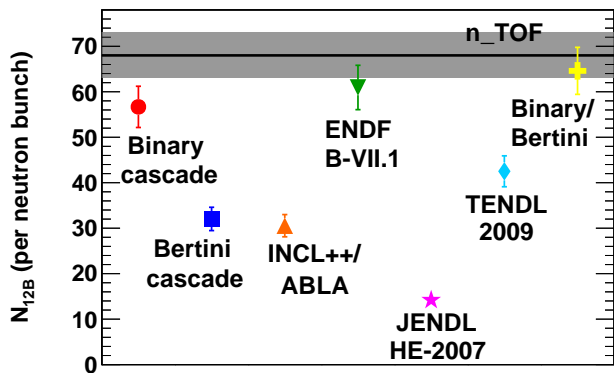 N12B (per neutron bunch)
70
60
50
40
30
20
10
0
n_TOF
Binary
cascade
Bertini
cascade
INCL++/
ABLA
ENDF
B-VII.1
JENDL
HE-2007
TENDL
2009
Binary/
Bertini